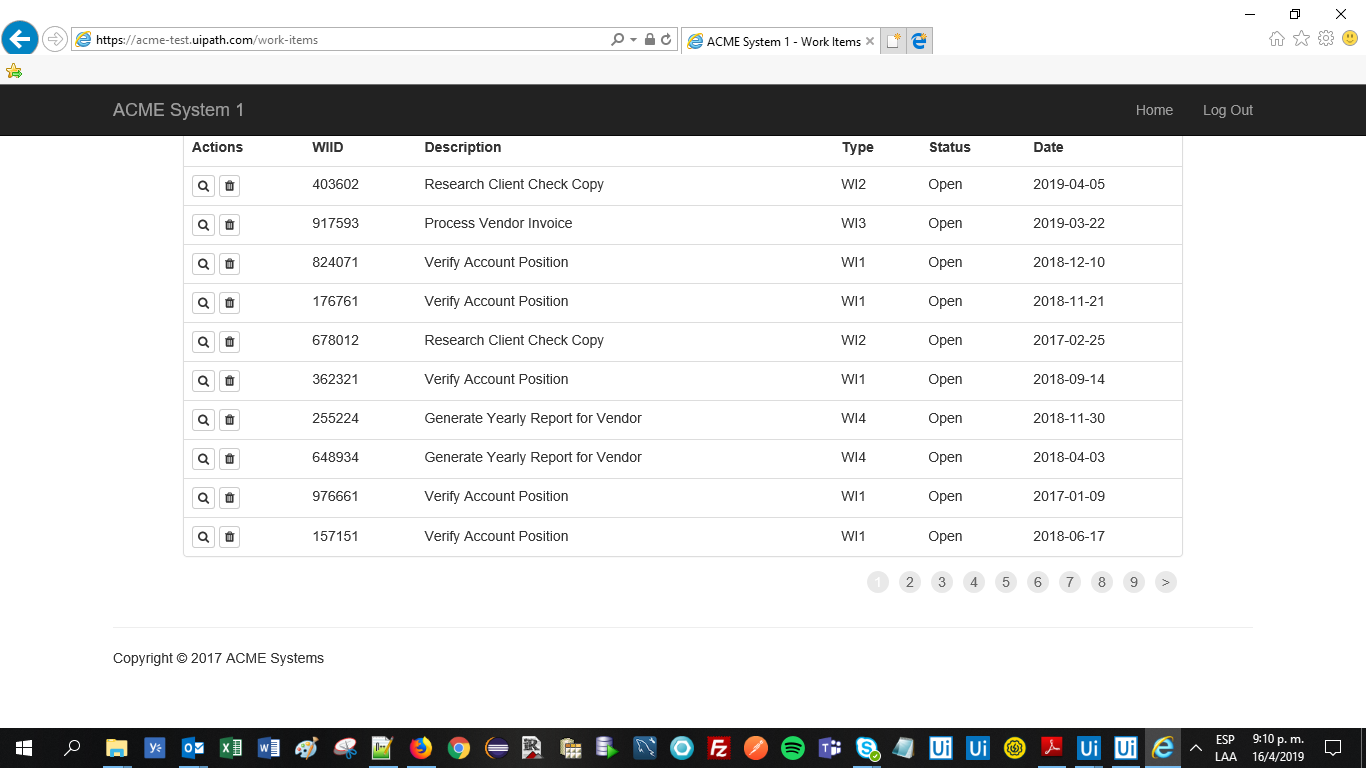 https://acme-test.uipath.com/work-items
ACME System 1 - Work Items
ACME System 1 Home Log Out
Actions WIID Description Type Status Date
403602 Research Client Check Copy WI2 Open 2019-04-05
917593 Process Vendor Invoice WI3 Open 2019-03-22
824071 Verify Account Position WI1 Open 2018-12-10
176761 Verify Account Position WI1 Open 2018-11-21
678012 Research Client Check Copy WI2 Open 2017-02-25
362321 Verify Account Position WI1 Open 2018-09-14
255224 Generate Yearly Report for Vendor WI4 Open 2018-11-30
648934 Generate Yearly Report for Vendor WI4 Open 2018-04-03
976661 Verify Account Position WI1 Open 2017-01-09
157151 Verify Account Position WI1 Open 2018-06-17
1 2 3 4 5 6 7 8 9 >
Copyright © 2017 ACME Systems
ESP 9:10 p. m.
LAA 16/4/2019